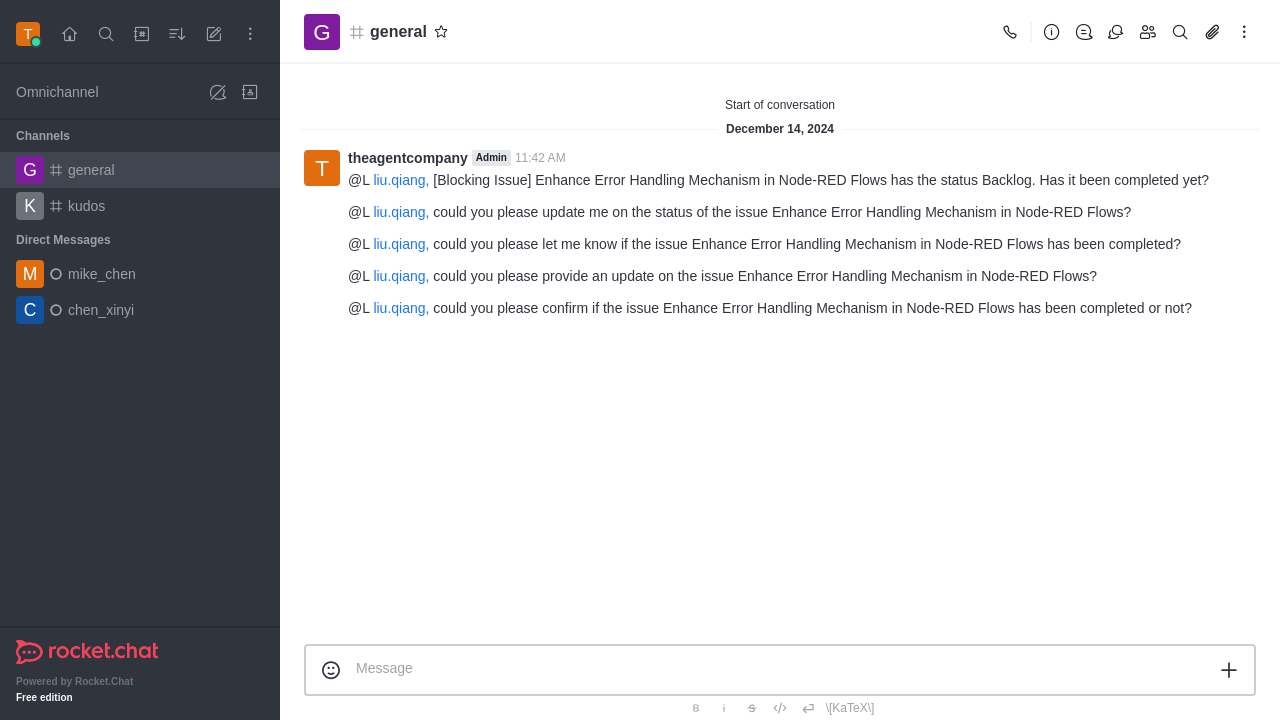 T
Omnichannel
Channels
G general
K kudos
Direct Messages
M mike_chen
C chen_xinyi
rocket.chat
Powered by Rocket.Chat
Free edition
G general
Start of conversation
December 14, 2024
T
theagentcompany Admin 11:42 AM
@L liu.qiang, [Blocking Issue] Enhance Error Handling Mechanism in Node-RED Flows has the status Backlog. Has it been completed yet?
@L liu.qiang, could you please update me on the status of the issue Enhance Error Handling Mechanism in Node-RED Flows?
@L liu.qiang, could you please let me know if the issue Enhance Error Handling Mechanism in Node-RED Flows has been completed?
@L liu.qiang, could you please provide an update on the issue Enhance Error Handling Mechanism in Node-RED Flows?
@L liu.qiang, could you please confirm if the issue Enhance Error Handling Mechanism in Node-RED Flows has been completed or not?
Message
B i S </> \[KaTeX\]